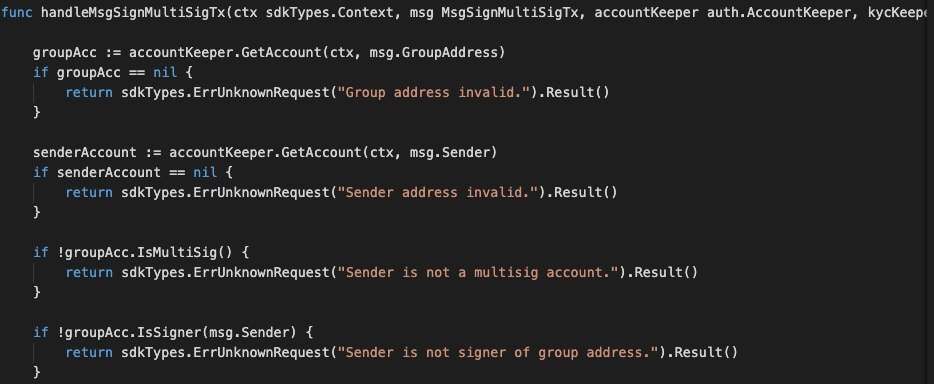 func handleMsgSignMultiSigTx(ctx sdkTypes.Context, msg MsgSignMultiSigTx, accountKeeper auth.AccountKeeper, kycKeepe
groupAcc := accountKeeper.GetAccount(ctx, msg.GroupAddress)
if groupAcc == nil {
return sdkTypes.ErrUnknownRequest("Group address invalid.").Result()
}
senderAccount := accountKeeper.GetAccount(ctx, msg.Sender)
if senderAccount == nil {
return sdkTypes.ErrUnknownRequest("Sender address invalid.").Result()
}
if !groupAcc.IsMultiSig() {
return sdkTypes.ErrUnknownRequest("Sender is not a multisig account.").Result()
}
if !groupAcc.IsSigner(msg.Sender) {
return sdkTypes.ErrUnknownRequest("Sender is not signer of group address.").Result()
}